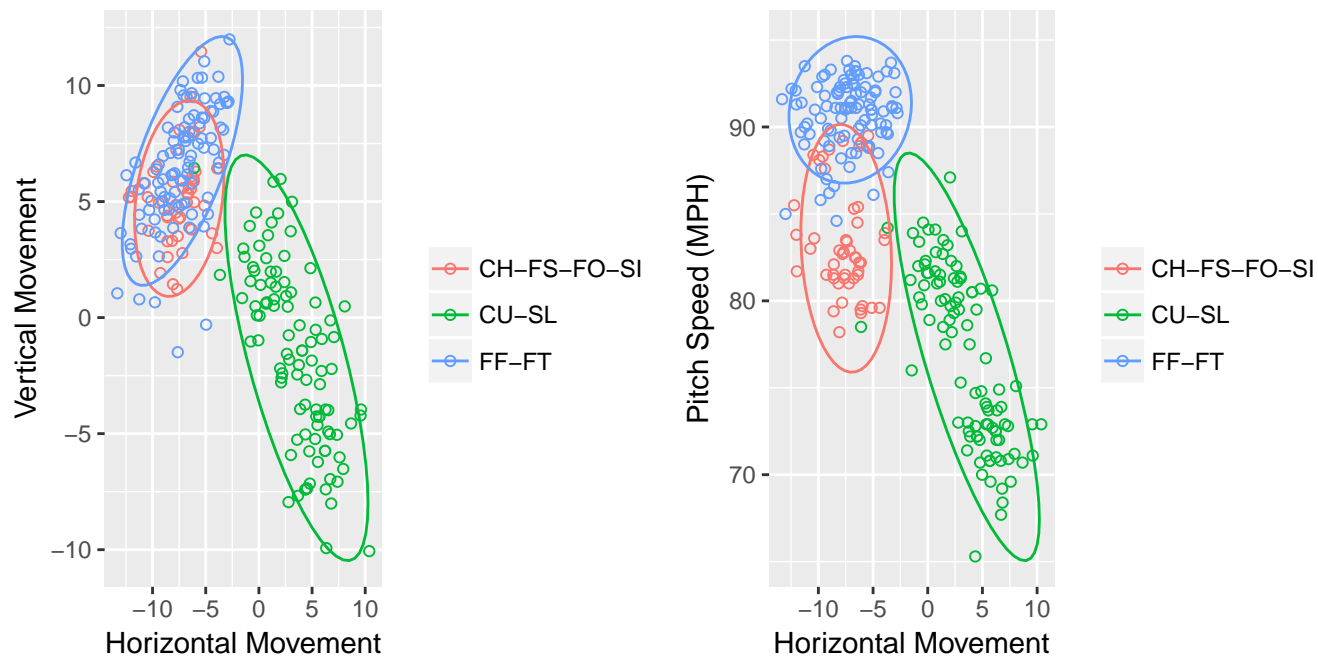 Vertical Movement
10
5
0
−5
−10
−10 −5 0 5 10
Horizontal Movement
CH−FS−FO−SI
CU−SL
FF−FT
Pitch Speed (MPH)
90
80
70
−10 −5 0 5 10
Horizontal Movement
CH−FS−FO−SI
CU−SL
FF−FT